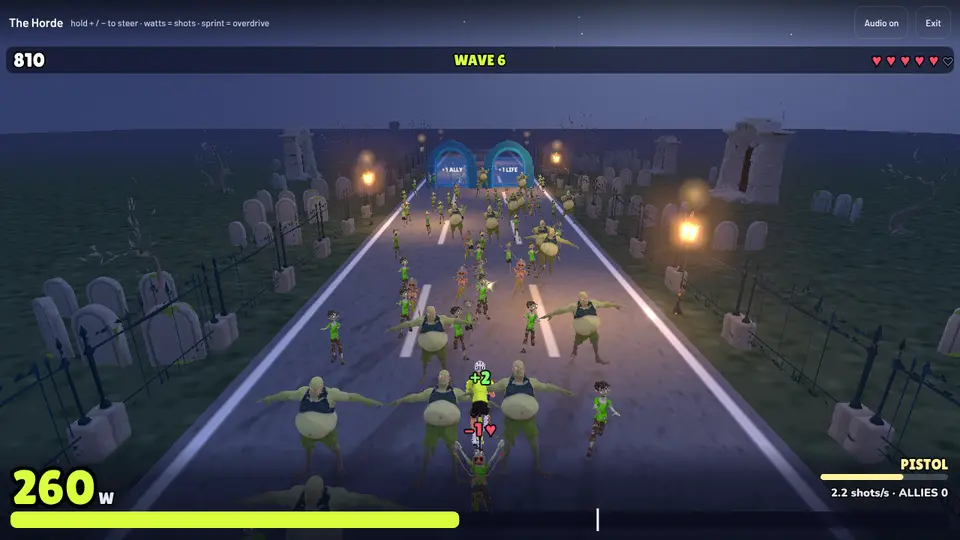 The Horde hold + / − to steer · watts = shots · sprint = overdrive
Audio on
Exit
810
WAVE 6
+1 ALLY
+1 LIFE
+2
−1
260 W
PISTOL
2.2 shots/s · ALLIES 0